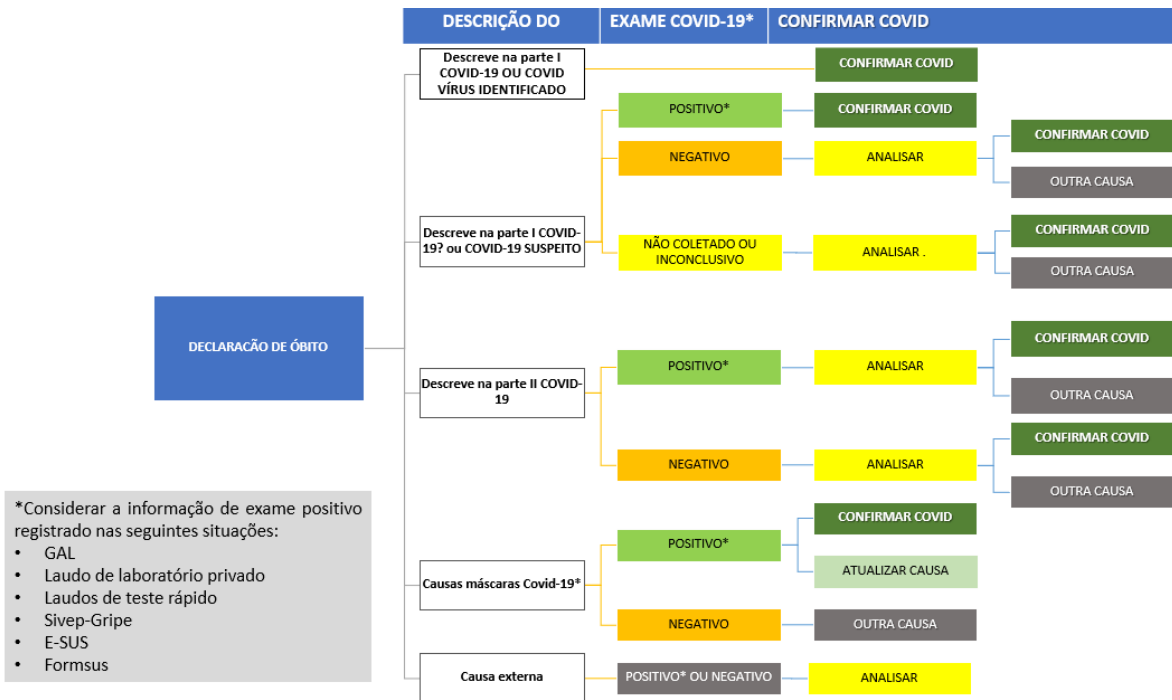 DESCRIÇÃO DO
EXAME COVID-19*
CONFIRMAR COVID
Descreve na parte I
COVID-19 OU COVID
VÍRUS IDENTIFICADO
CONFIRMAR COVID
POSITIVO*
CONFIRMAR COVID
NEGATIVO
ANALISAR
CONFIRMAR COVID
OUTRA CAUSA
Descreve na parte I COVID-
19? ou COVID-19 SUSPEITO
NÃO COLETADO OU
INCONCLUSIVO
ANALISAR .
CONFIRMAR COVID
OUTRA CAUSA
DECLARACÃO DE ÓBITO
Descreve na parte II COVID-
19
POSITIVO*
ANALISAR
CONFIRMAR COVID
OUTRA CAUSA
NEGATIVO
ANALISAR
CONFIRMAR COVID
OUTRA CAUSA
Causas máscaras Covid-19*
POSITIVO*
CONFIRMAR COVID
ATUALIZAR CAUSA
NEGATIVO
OUTRA CAUSA
Causa externa
POSITIVO* OU NEGATIVO
ANALISAR
*Considerar a informação de exame positivo
registrado nas seguintes situações:
• GAL
• Laudo de laboratório privado
• Laudos de teste rápido
• Sivep-Gripe
• E-SUS
• Formsus